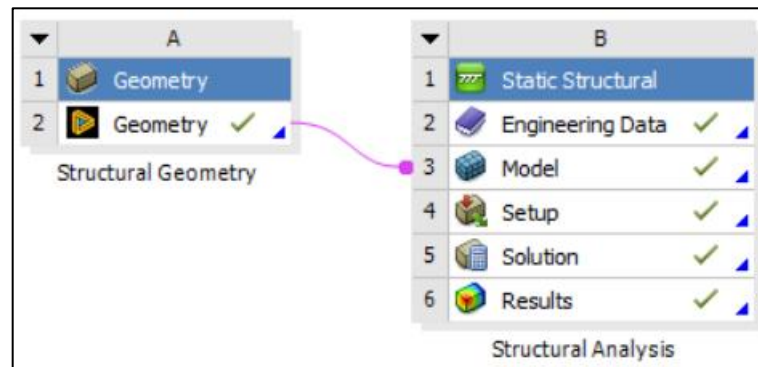 A
1 Geometry
2 Geometry
Structural Geometry
B
1 Static Structural
2 Engineering Data
3 Model
4 Setup
5 Solution
6 Results
Structural Analysis